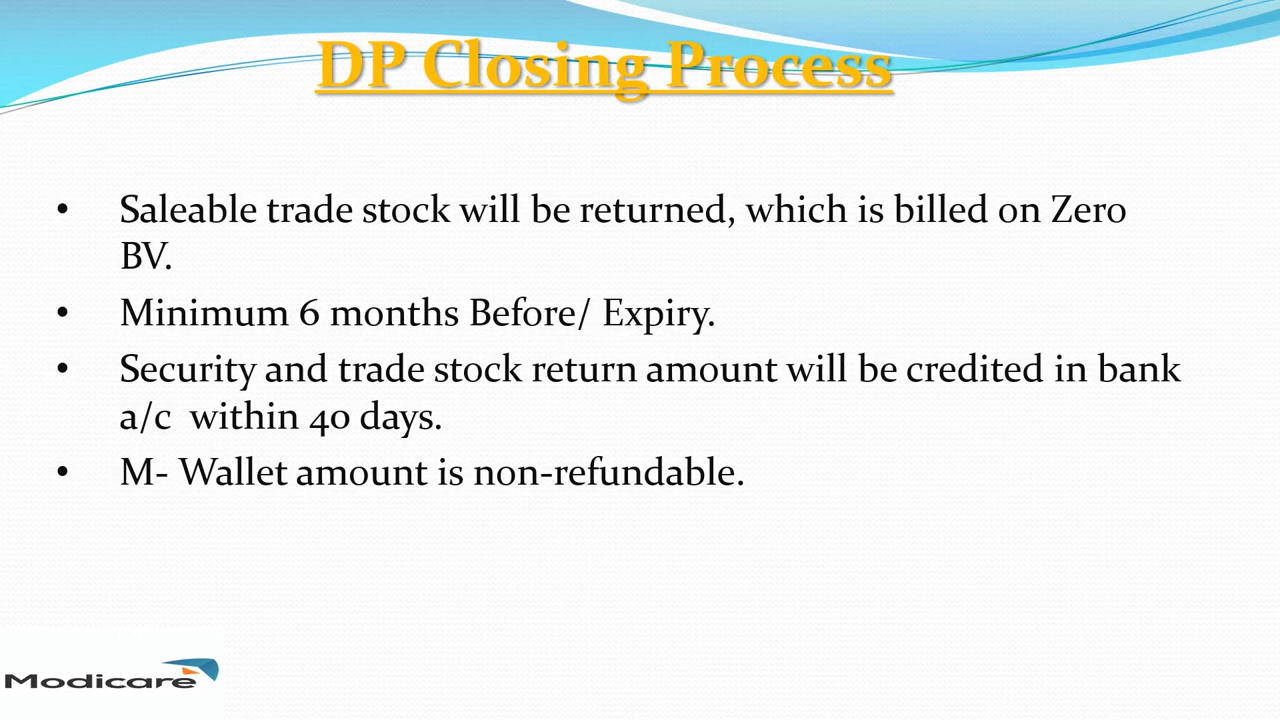 DP Closing Process
• Saleable trade stock will be returned, which is billed on Zero
BV.
• Minimum 6 months Before/ Expiry.
• Security and trade stock return amount will be credited in bank
a/c  within 40 days.
• M- Wallet amount is non-refundable.
Modicare